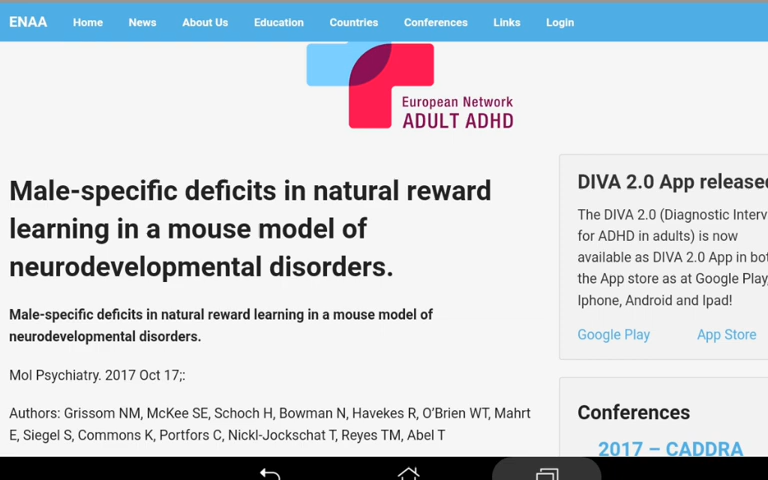 ENAA Home News About Us Education Countries Conferences Links Login
European Network
ADULT ADHD
Male-specific deficits in natural reward
learning in a mouse model of
neurodevelopmental disorders.
Male-specific deficits in natural reward learning in a mouse model of
neurodevelopmental disorders.
Mol Psychiatry. 2017 Oct 17;:
Authors: Grissom NM, McKee SE, Schoch H, Bowman N, Havekes R, O’Brien WT, Mahrt
E, Siegel S, Commons K, Portfors C, Nickl-Jockschat T, Reyes TM, Abel T
DIVA 2.0 App released
The DIVA 2.0 (Diagnostic Interv
for ADHD in adults) is now
available as DIVA 2.0 App in bot
the App store as at Google Play,
Iphone, Android and Ipad!
Google Play App Store
Conferences
2017 – CADDRA